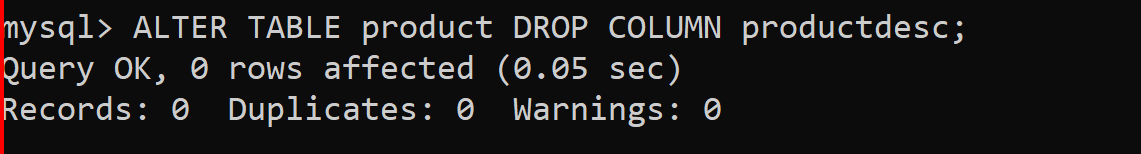 mysql> ALTER TABLE product DROP COLUMN productdesc;
Query OK, 0 rows affected (0.05 sec)
Records: 0  Duplicates: 0  Warnings: 0